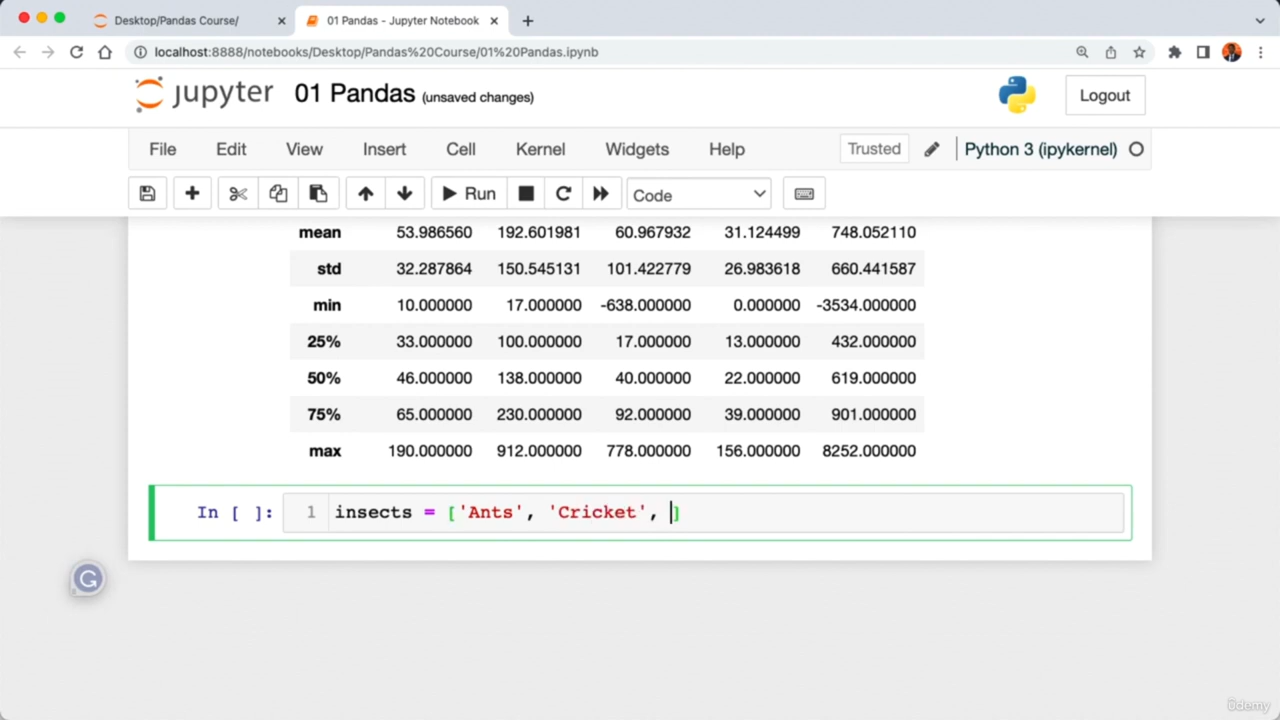 Desktop/Pandas Course/
01 Pandas - Jupyter Notebook
localhost:8888/notebooks/Desktop/Pandas%20Course/01%20Pandas.ipynb
jupyter 01 Pandas (unsaved changes)
Logout
File Edit View Insert Cell Kernel Widgets Help Trusted Python 3 (ipykernel)
Run Code
mean 53.986560 192.601981 60.967932 31.124499 748.052110
std 32.287864 150.545131 101.422779 26.983618 660.441587
min 10.000000 17.000000 -638.000000 0.000000 -3534.000000
25% 33.000000 100.000000 17.000000 13.000000 432.000000
50% 46.000000 138.000000 40.000000 22.000000 619.000000
75% 65.000000 230.000000 92.000000 39.000000 901.000000
max 190.000000 912.000000 778.000000 156.000000 8252.000000
In [ ]: 1 insects = ['Ants', 'Cricket', ]
G
ûdemy